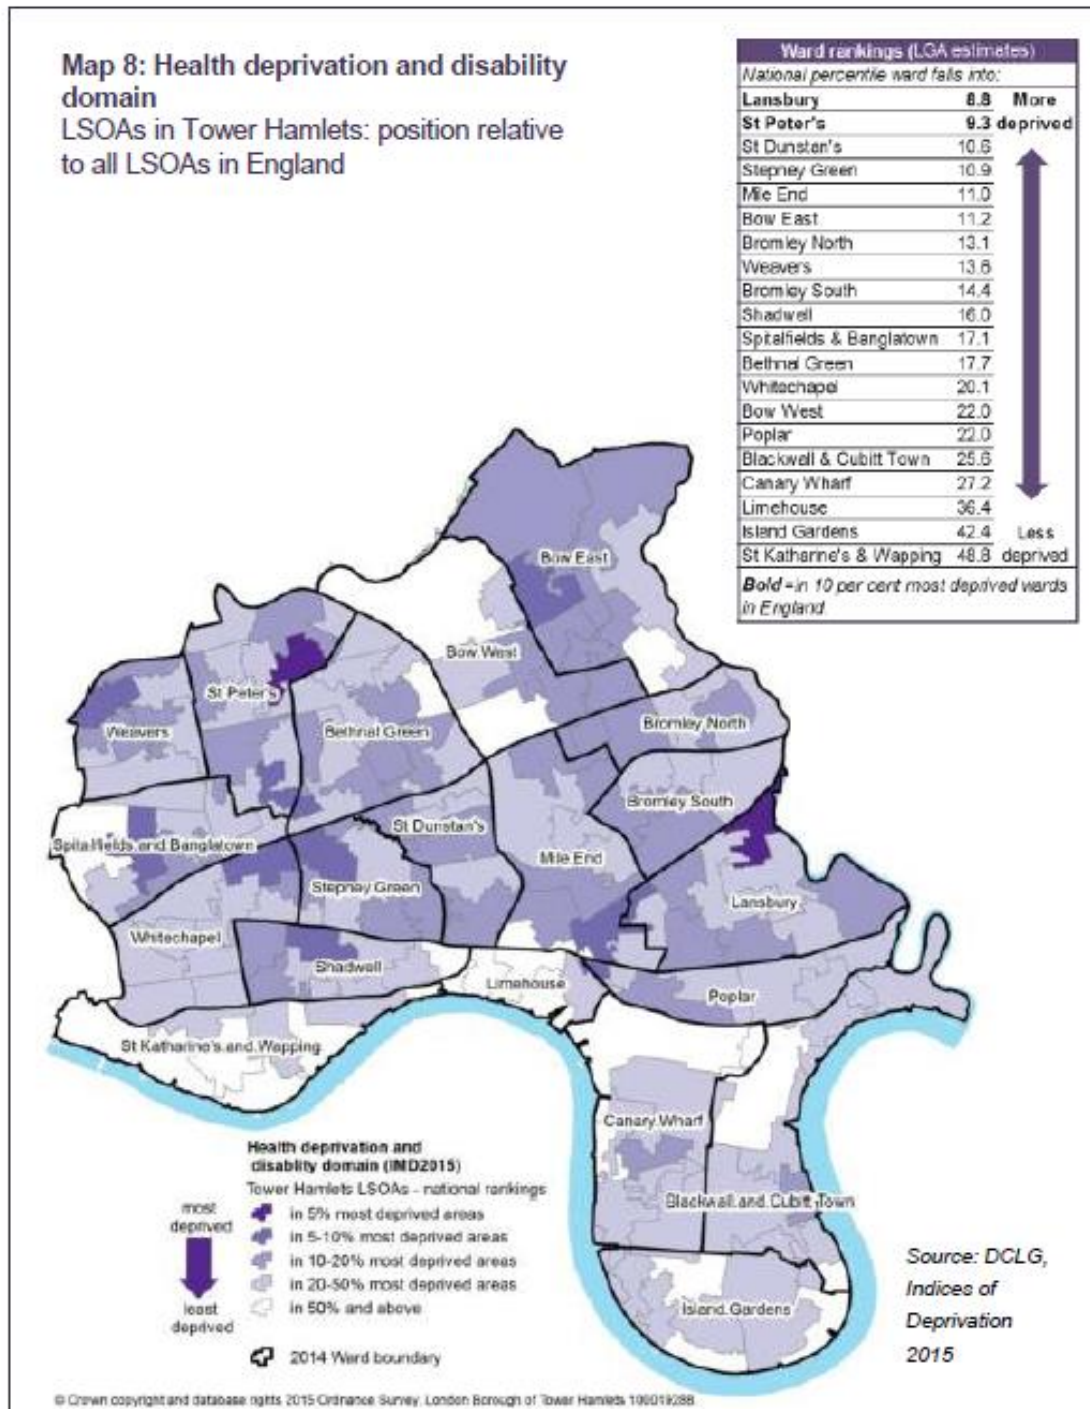 Map 8: Health deprivation and disability
domain
LSOAs in Tower Hamlets: position relative
to all LSOAs in England
Ward rankings (LGA estimates)
National percentile ward falls into:
Lansbury 8.8 More
St Peter's 9.3 deprived
St Dunstan's 10.6
Stepney Green 10.9
Mile End 11.0
Bow East 11.2
Bromley North 13.1
Weavers 13.8
Bromley South 14.4
Shadwell 16.0
Spitalfields & Banglatown 17.1
Bethnal Green 17.7
Whitechapel 20.1
Bow West 22.0
Poplar 22.0
Blackwall & Cubitt Town 25.6
Canary Wharf 27.2
Limehouse 36.4
Island Gardens 42.4 Less
St Katharine's & Wapping 48.8 deprived
Bold = in 10 per cent most deprived wards
in England
Bow East
Bow West
St Peter's
Weavers
Bethnal Green
Bromley North
Bromley South
St Dunstan's
Spitalfields and Banglatown
Mile End
Stepney Green
Lansbury
Whitechapel
Shadwell
Limehouse
Poplar
St Katharine's and Wapping
Canary Wharf
Blackwall and Cubitt Town
Island Gardens
Health deprivation and
disablity domain (IMD2015)
Tower Hamlets LSOAs - national rankings
most
deprived
in 5% most deprived areas
in 5-10% most deprived areas
in 10-20% most deprived areas
in 20-50% most deprived areas
in 50% and above
least
deprived
2014 Ward boundary
Source: DCLG,
Indices of
Deprivation
2015
© Crown copyright and database rights 2015 Ordnance Survey, London Borough of Tower Hamlets 100019288